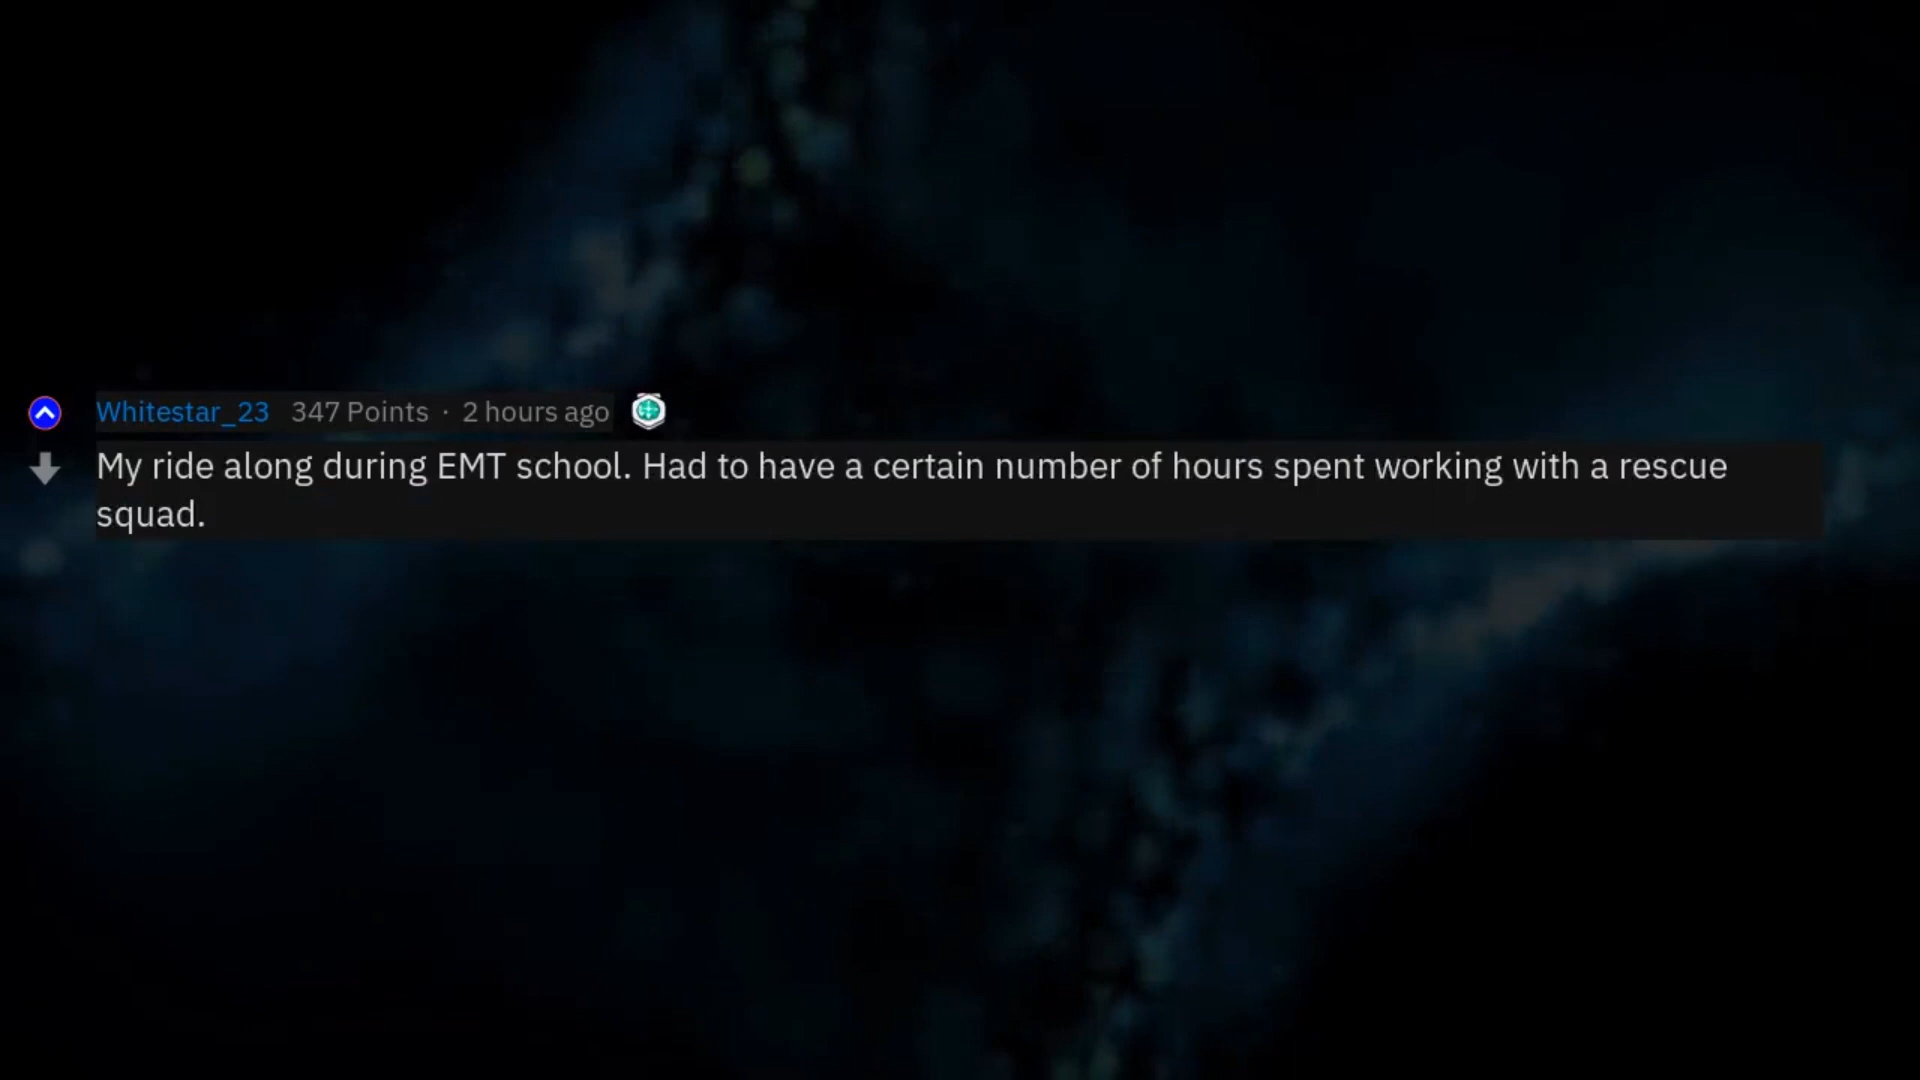 Whitestar_23 347 Points · 2 hours ago
My ride along during EMT school. Had to have a certain number of hours spent working with a rescue
squad.